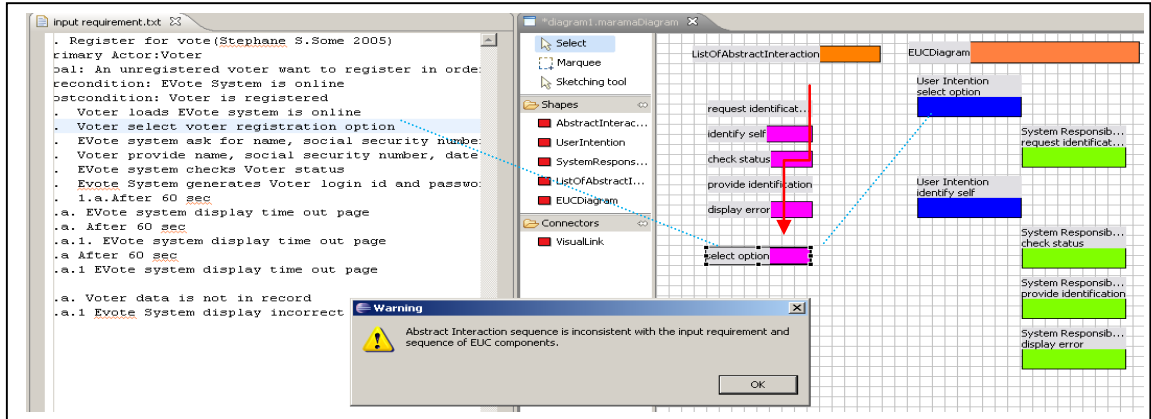 input requirement.txt
. Register for vote(Stephane S.Some 2005)
rimary Actor:Voter
oal: An unregistered voter want to register in orde
recondition: EVote System is online
ostcondition: Voter is registered
. Voter loads EVote system is online
. Voter select voter registration option
. EVote system ask for name, social security numbe
. Voter provide name, social security number, date
. EVote system checks Voter status
. Evote System generates Voter login id and passwo
. 1.a.After 60 sec
.a. EVote system display time out page
.a. After 60 sec
.a.1. EVote system display time out page
.a After 60 sec
.a.1 EVote system display time out page
.a. Voter data is not in record
.a.1 Evote System display incorrect
*diagram1.maramaDiagram
Select
Marquee
Sketching tool
Shapes
AbstractInterac...
UserIntention
SystemRespons...
ListOfAbstractI...
EUCDiagram
Connectors
VisualLink
ListOfAbstractInteraction
request identificat...
identify self
check status
provide identification
display error
select option
EUCDiagram
User Intention
select option
System Responsib...
request identificat...
User Intention
identify self
System Responsib...
check status
System Responsib...
provide identification
System Responsib...
display error
Warning
Abstract Interaction sequence is inconsistent with the input requirement and
sequence of EUC components.
OK